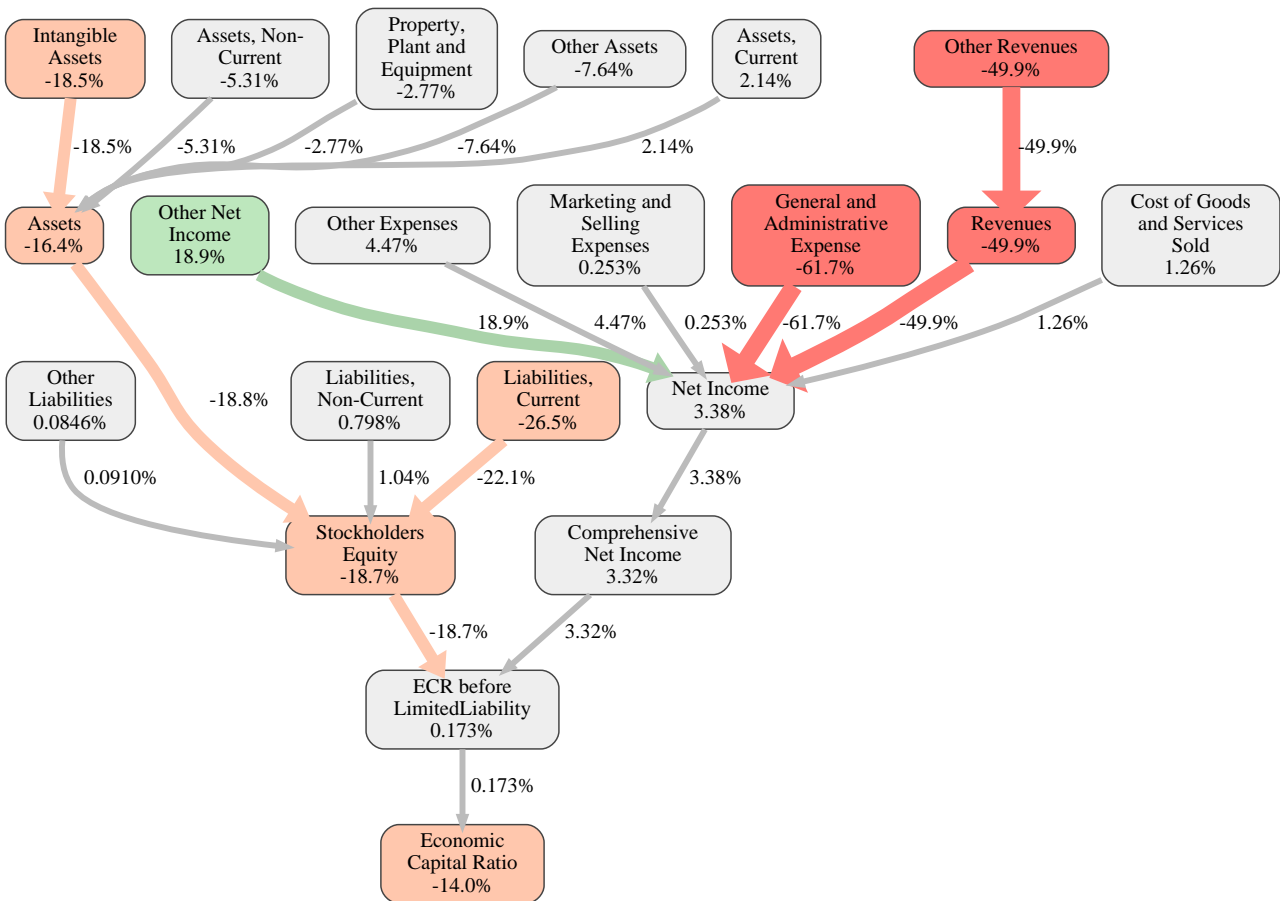 Intangible
Assets
-18.5%
Assets, Non-
Current
-5.31%
Property,
Plant and
Equipment
-2.77%
Other Assets
-7.64%
Assets,
Current
2.14%
Other Revenues
-49.9%
-18.5%
-5.31%
-2.77%
-7.64%
2.14%
-49.9%
Assets
-16.4%
Other Net
Income
18.9%
Other Expenses
4.47%
Marketing and
Selling
Expenses
0.253%
General and
Administrative
Expense
-61.7%
Revenues
-49.9%
Cost of Goods
and Services
Sold
1.26%
18.9%
4.47%
0.253%
-61.7%
-49.9%
1.26%
Other
Liabilities
0.0846%
-18.8%
Liabilities,
Non-Current
0.798%
Liabilities,
Current
-26.5%
Net Income
3.38%
0.0910%
1.04%
-22.1%
3.38%
Stockholders
Equity
-18.7%
Comprehensive
Net Income
3.32%
-18.7%
3.32%
ECR before
LimitedLiability
0.173%
0.173%
Economic
Capital Ratio
-14.0%